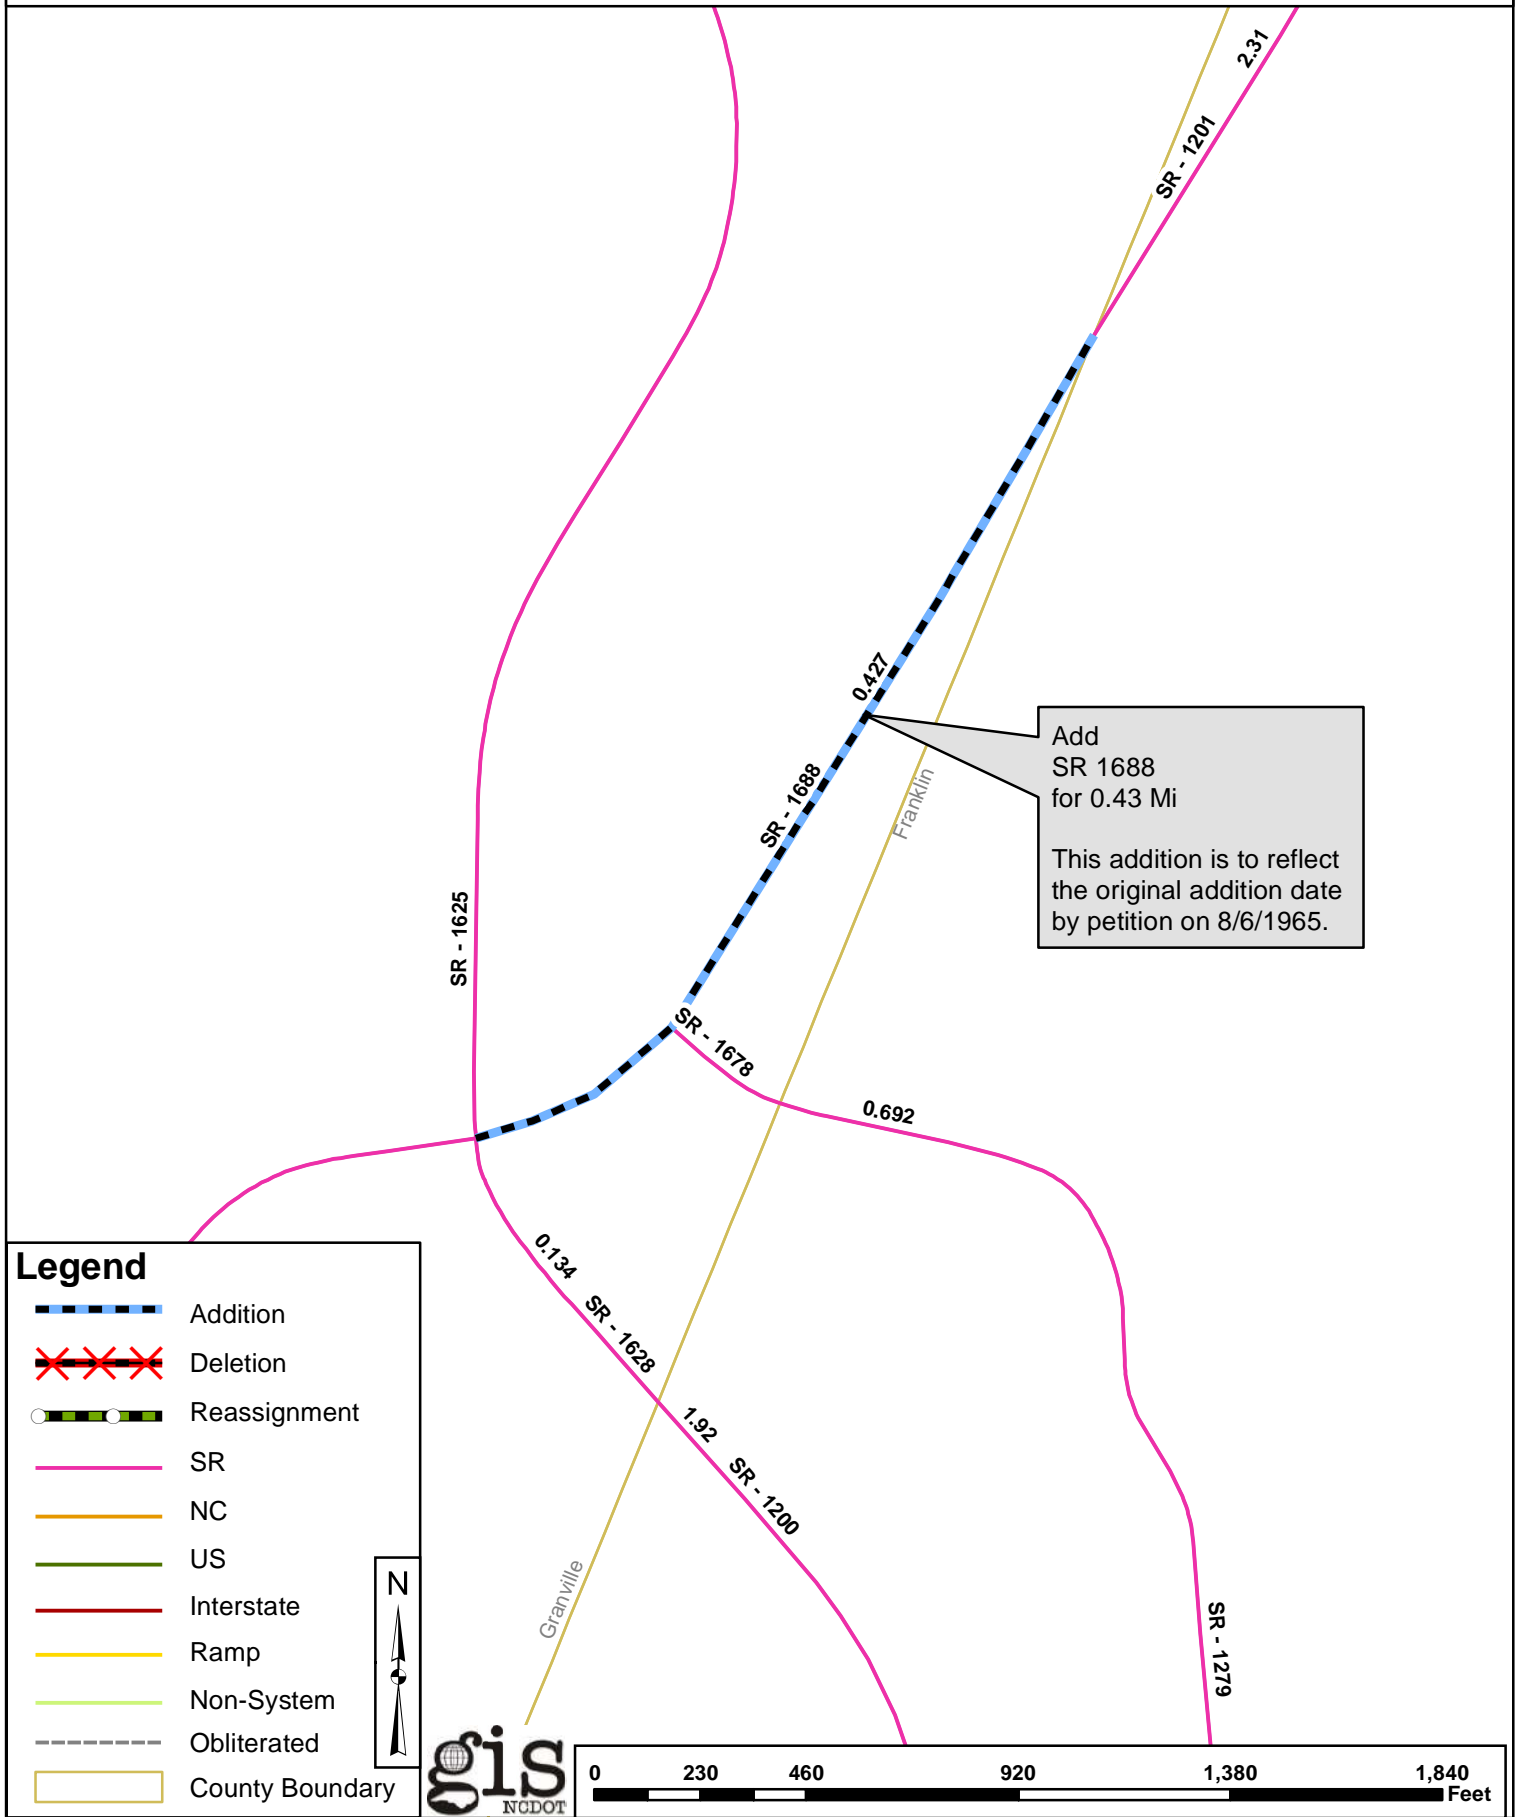 2.31
SR - 1201
0.427
SR - 1688
Franklin
Add
SR 1688
for 0.43 Mi
This addition is to reflect
the original addition date
by petition on 8/6/1965.
SR - 1625
SR - 1678
0.692
0.134
SR - 1628
1.92
SR - 1200
Granville
SR - 1279
Legend
Addition
Deletion
Reassignment
SR
NC
US
Interstate
Ramp
Non-System
Obliterated
County Boundary
N
gis
NCDOT
0 230 460 920 1,380 1,840
Feet